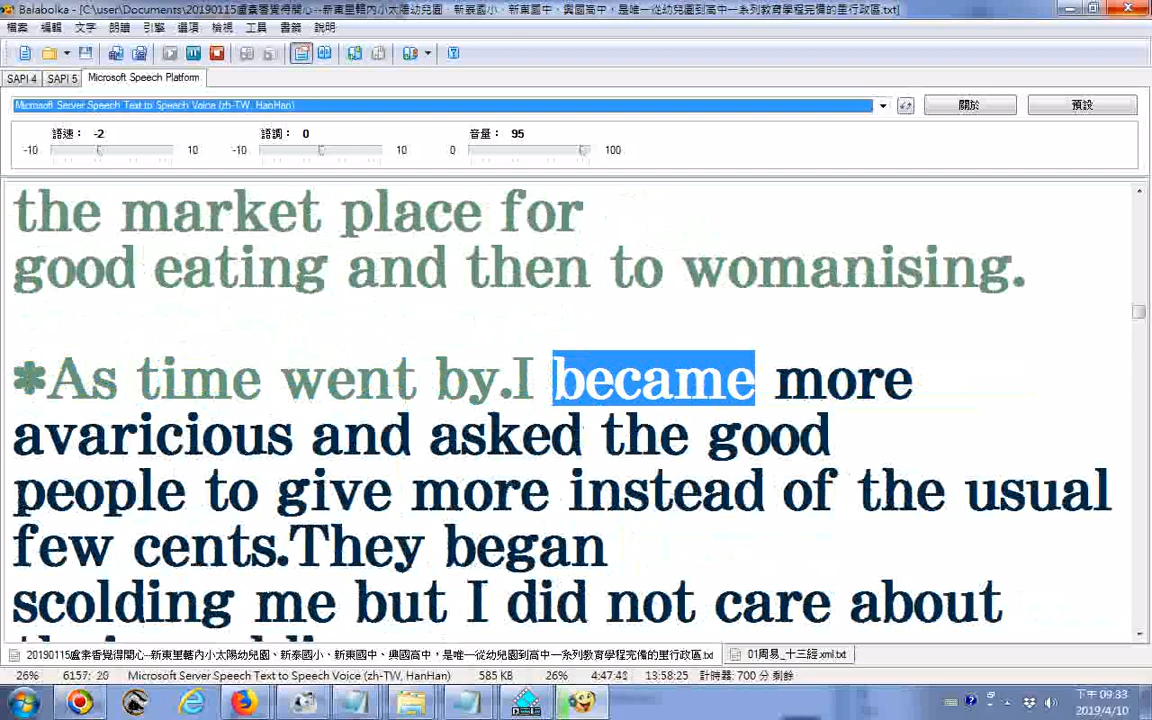 Balabolka - [C:\user\Documents\20190115盧素香覺得開心--新東里轄內小太陽幼兒園、新泰國小、新東國中、興國高中，是唯一從幼兒園到高中一系列教育學程完備的里行政區.txt]
檔案 編輯 文字 朗讀 引擎 選項 檢視 工具 書籤 說明
SAPI 4 SAPI 5 Microsoft Speech Platform
Microsoft Server Speech Text to Speech Voice (zh-TW, HanHan) 關於 預設
語速： -2 語調： 0 音量： 95
-10 10 -10 10 0 100
the market place for
good eating and then to womanising.
*As time went by.I became more
avaricious and asked the good
people to give more instead of the usual
few cents.They began
scolding me but I did not care about
20190115盧素香覺得開心--新東里轄內小太陽幼兒園、新泰國小、新東國中、興國高中，是唯一從幼兒園到高中一系列教育學程完備的里行政區.txt 01周易_十三經.xml.txt
26% 6157: 20 Microsoft Server Speech Text to Speech Voice (zh-TW, HanHan) 585 KB 26% 4:47:41 13:58:25 計時器: 700 分 剩餘
下午 09:33
2019/4/10